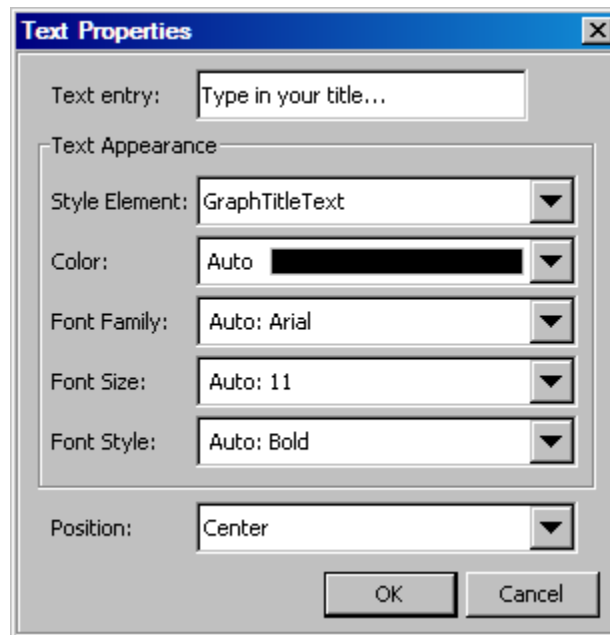 Text Properties
Text entry: Type in your title...
Text Appearance
Style Element: GraphTitleText
Color: Auto
Font Family: Auto: Arial
Font Size: Auto: 11
Font Style: Auto: Bold
Position: Center
OK Cancel